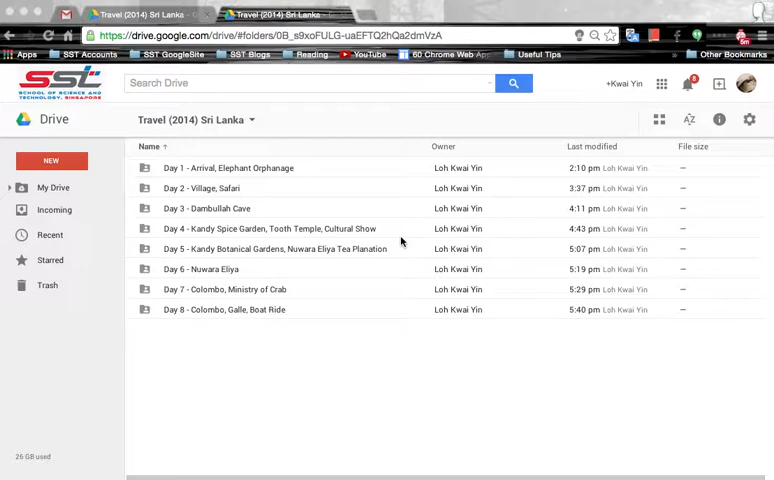 Travel (2014) Sri Lanka - 
Travel (2014) Sri Lanka
https://drive.google.com/drive/#folders/0B_s9xoFULG-uaEFTQ2hQa2dmVzA
6m
Apps SST Accounts SST GoogleSite SST Blogs Reading YouTube 60 Chrome Web Useful Tips » Other Bookmarks
SST
SCHOOL OF SCIENCE AND
TECHNOLOGY, SINGAPORE
Search Drive
+Kwai Yin
8
Drive
Travel (2014) Sri Lanka
AZ
Name Owner Last modified File size
NEW
My Drive
Incoming
Recent
Starred
Trash
Day 1 - Arrival, Elephant Orphanage Loh Kwai Yin 2:10 pm Loh Kwai Yin —
Day 2 - Village, Safari Loh Kwai Yin 3:37 pm Loh Kwai Yin —
Day 3 - Dambullah Cave Loh Kwai Yin 4:11 pm Loh Kwai Yin —
Day 4 - Kandy Spice Garden, Tooth Temple, Cultural Show Loh Kwai Yin 4:43 pm Loh Kwai Yin —
Day 5 - Kandy Botanical Gardens, Nuwara Eliya Tea Planation Loh Kwai Yin 5:07 pm Loh Kwai Yin —
Day 6 - Nuwara Eliya Loh Kwai Yin 5:19 pm Loh Kwai Yin —
Day 7 - Colombo, Ministry of Crab Loh Kwai Yin 5:29 pm Loh Kwai Yin —
Day 8 - Colombo, Galle, Boat Ride Loh Kwai Yin 5:40 pm Loh Kwai Yin —
26 GB used